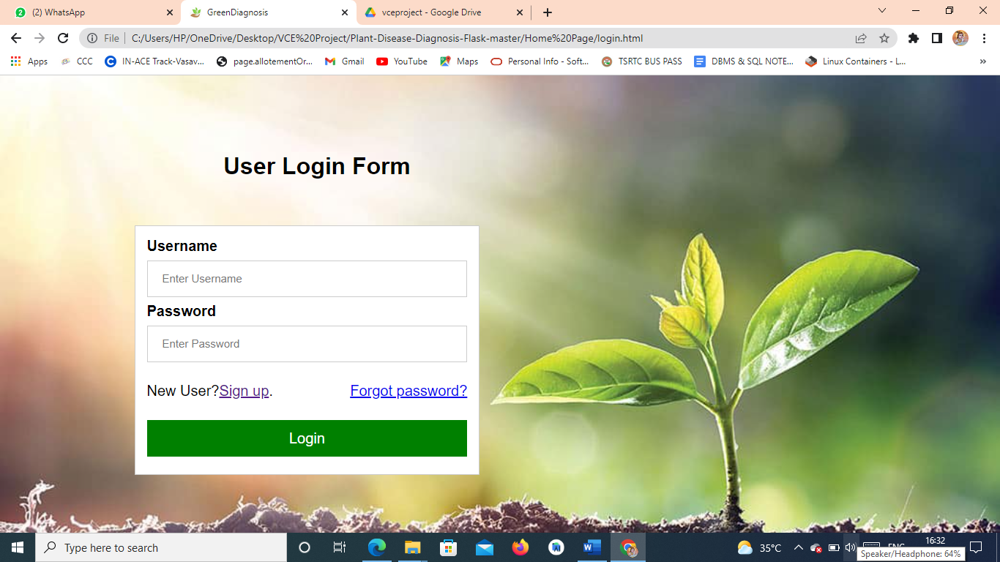 2 (2) WhatsApp
GreenDiagnosis
vceproject - Google Drive
File C:/Users/HP/OneDrive/Desktop/VCE%20Project/Plant-Disease-Diagnosis-Flask-master/Home%20Page/login.html
Apps CCC IN-ACE Track-Vasav... page.allotementOr... Gmail YouTube Maps Personal Info - Soft... TSRTC BUS PASS DBMS & SQL NOTE... Linux Containers - L... »
User Login Form
Username
Enter Username
Password
Enter Password
New User?Sign up. Forgot password?
Login
Type here to search
35°C
16:32
Speaker/Headphone: 64%